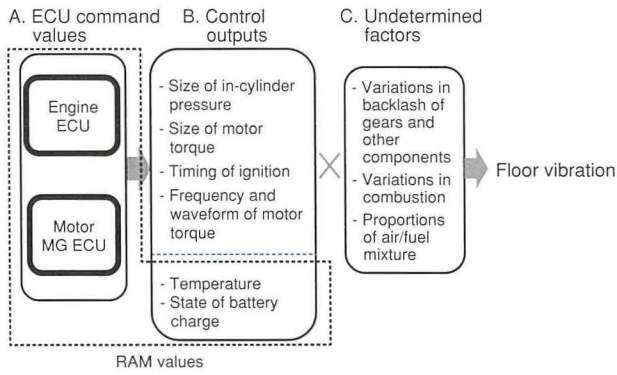 A. ECU command
values
Engine
ECU
Motor
MG ECU
B. Control
outputs
- Size of in-cylinder
pressure
- Size of motor
torque
- Timing of ignition
- Frequency and
waveform of motor
torque
- Temperature
- State of battery
charge
RAM values
C. Undetermined
factors
- Variations in
backlash of
gears and
other
components
- Variations in
combustion
- Proportions
of air/fuel
mixture
Floor vibration